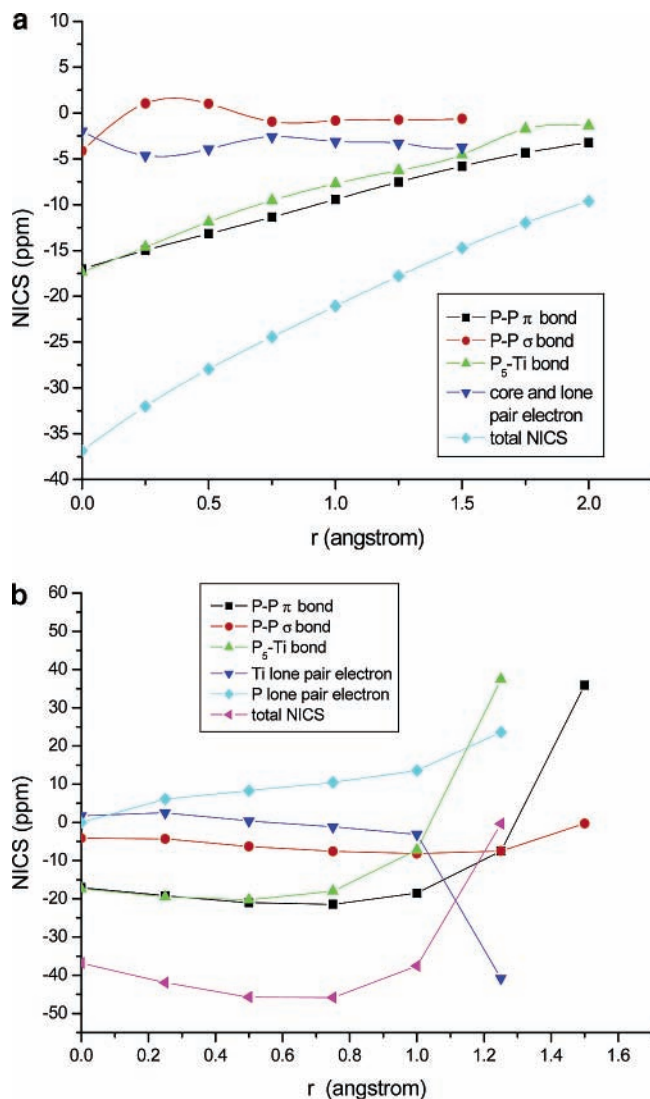 a
10
5
0
-5
-10
-15
-20
-25
-30
-35
-40
NICS (ppm)
P-P π bond
P-P σ bond
P5-Ti bond
core and lone
pair electron
total NICS
0.0 0.5 1.0 1.5 2.0
r (angstrom)
b
60
50
40
30
20
10
0
-10
-20
-30
-40
-50
NICS (ppm)
P-P π bond
P-P σ bond
P5-Ti bond
Ti lone pair electron
P lone pair electron
total NICS
0.0 0.2 0.4 0.6 0.8 1.0 1.2 1.4 1.6
r (angstrom)